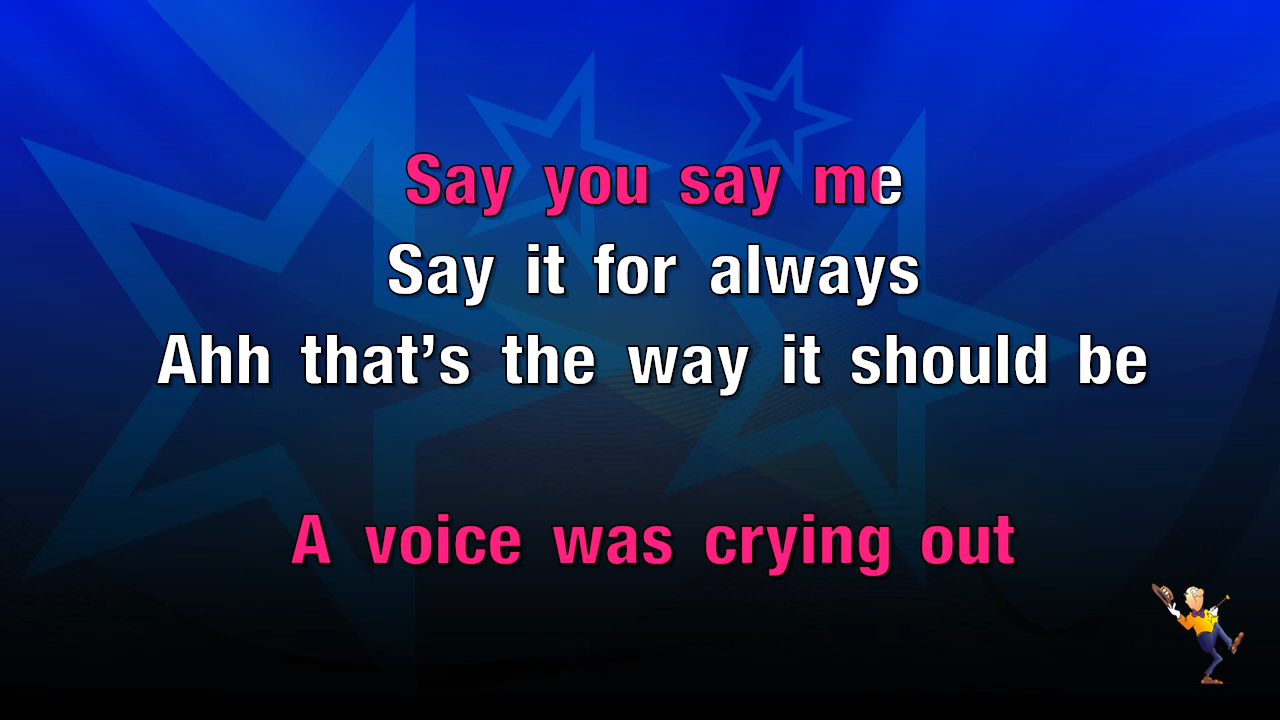 Say you say me
Say it for always
Ahh that’s the way it should be
A voice was crying out